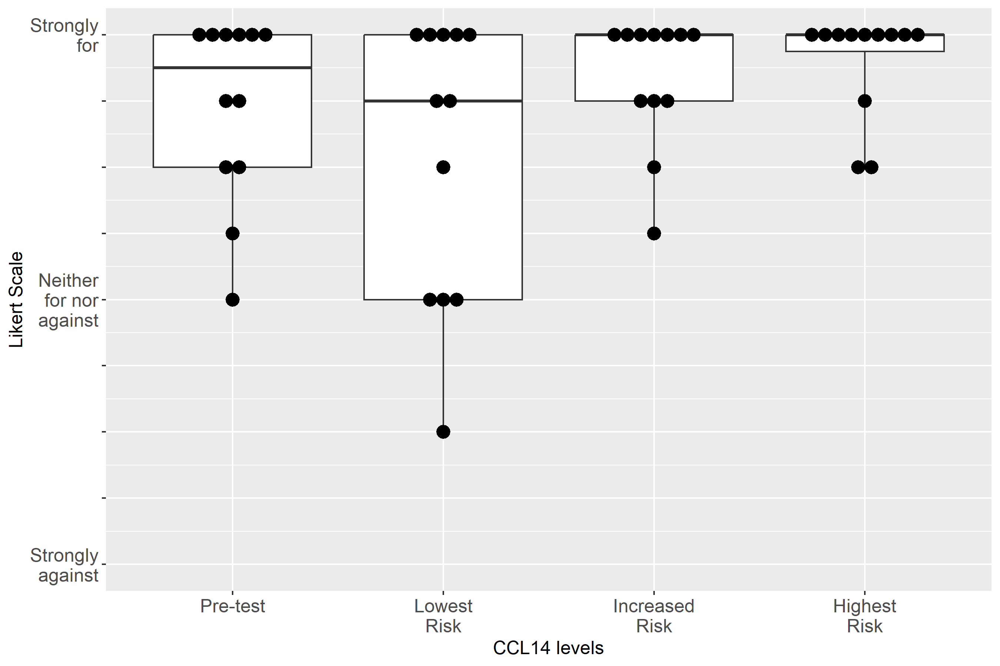 Strongly
for
Neither
for nor
against
Strongly
against
Likert Scale
Pre-test
Lowest
Risk
Increased
Risk
Highest
Risk
CCL14 levels